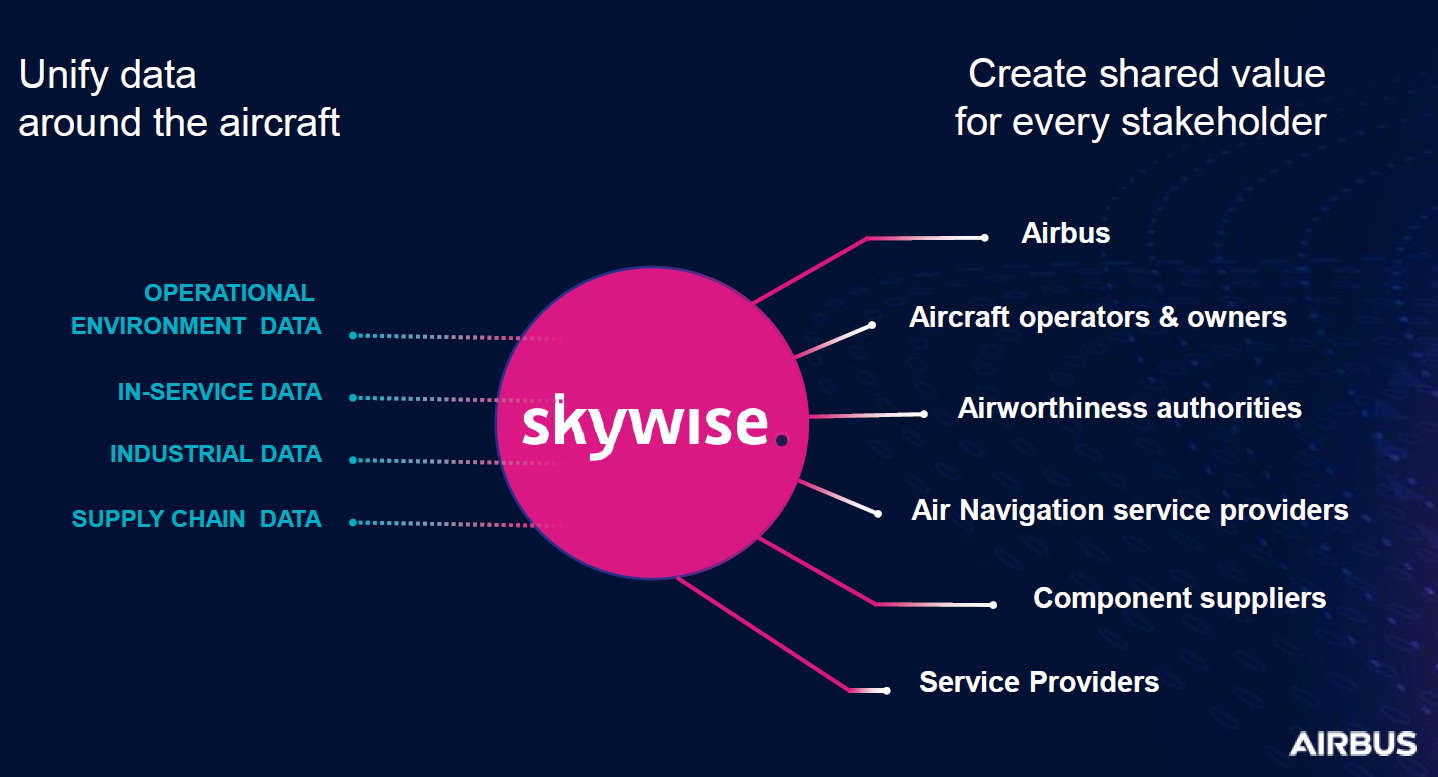 Unify data
around the aircraft
Create shared value
for every stakeholder
OPERATIONAL
ENVIRONMENT DATA
IN-SERVICE DATA
INDUSTRIAL DATA
SUPPLY CHAIN DATA
skywise.
Airbus
Aircraft operators & owners
Airworthiness authorities
Air Navigation service providers
Component suppliers
Service Providers
AIRBUS